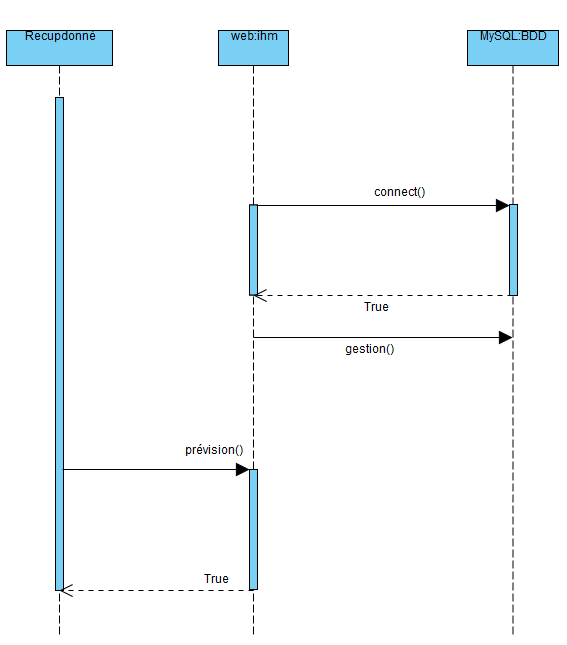 Recupdonné
web:ihm
MySQL:BDD
connect()
True
gestion()
prévision()
True